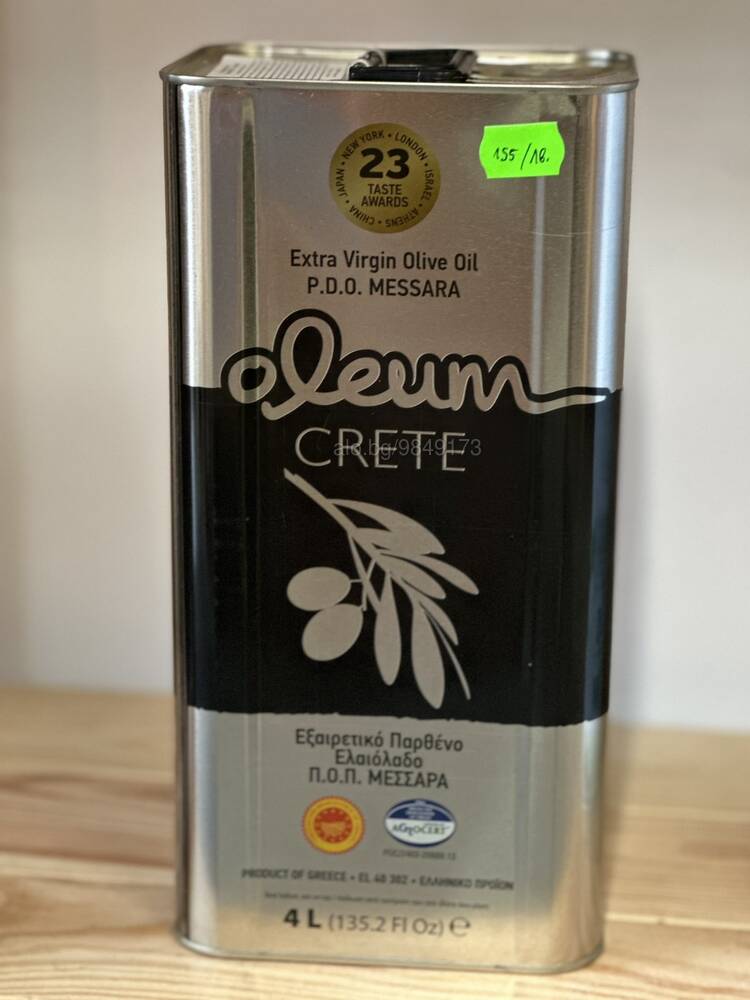 155/лв.
NEW YORK • LONDON • ISRAEL • ATHENS • CHINA • JAPAN •
23
TASTE
AWARDS
Extra Virgin Olive Oil
P.D.O. MESSARA
oleum
CRETE
alo.bg/9849173
Εξαιρετικό Παρθένο
Ελαιόλαδο
Π.Ο.Π. ΜΕΣΣΑΡΑ
AGROCERT
PRODUCT OF GREECE • EL 40 302 • ΕΛΛΗΝΙΚΟ ΠΡΟΪΟΝ
4 L (135.2 Fl Oz) e